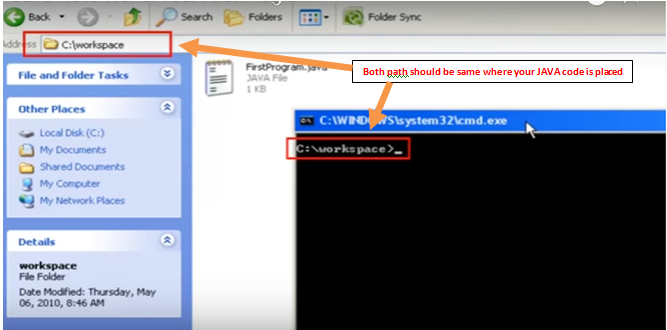 Back Search Folders Folder Sync
Address C:\workspace
File and Folder Tasks
FirstProgram.java
JAVA File
1 KB
Both path should be same where your JAVA code is placed
Other Places
Local Disk (C:)
My Documents
Shared Documents
My Computer
My Network Places
C:\WINDOWS\system32\cmd.exe
C:\workspace>_
Details
workspace
File Folder
Date Modified: Thursday, May
06, 2010, 8:46 AM